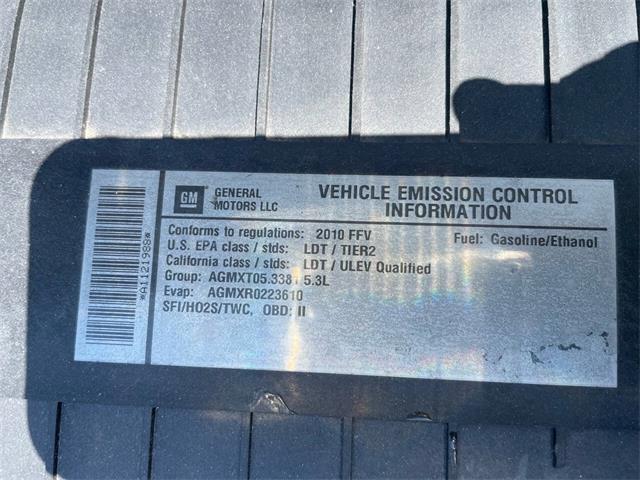 GM GENERAL MOTORS LLC
VEHICLE EMISSION CONTROL INFORMATION
Conforms to regulations: 2010 FFV
Fuel: Gasoline/Ethanol
U.S. EPA class / stds: LDT / TIER2
California class / stds: LDT / ULEV Qualified
Group: AGMXT05.3381 5.3L
Evap: AGMXR0223610
SFI/HO2S/TWC, OBD: II
*A1121988*